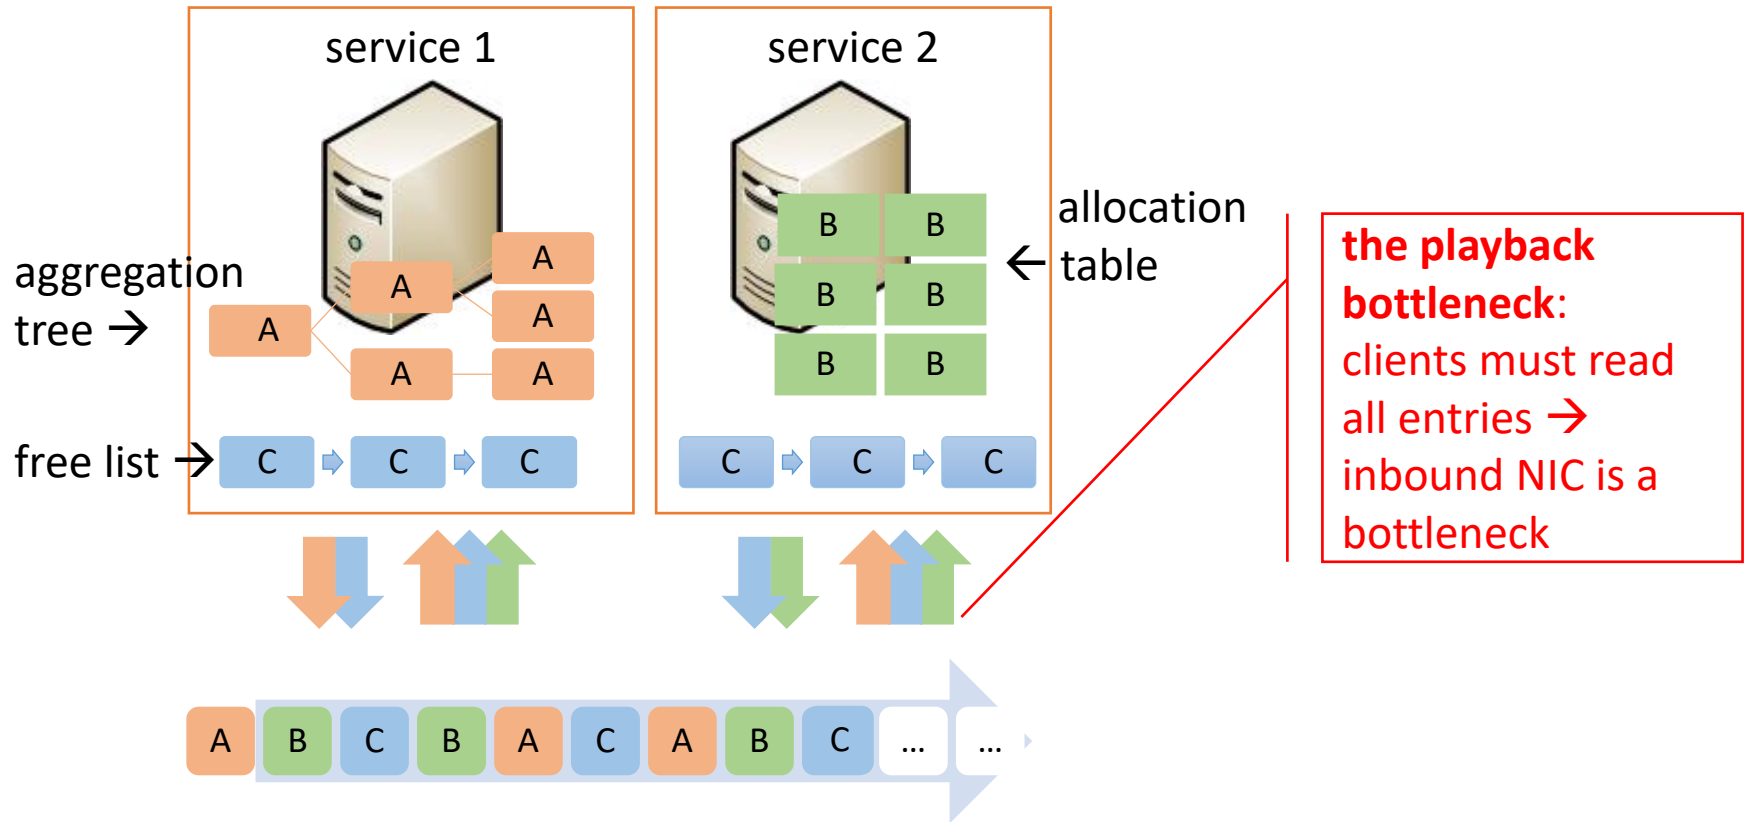 service 1
service 2
aggregation
tree →
A
A
A
A
A
A
free list →
C
C
C
B
B
B
B
B
B
allocation
← table
C
C
C
the playback
bottleneck:
clients must read
all entries →
inbound NIC is a
bottleneck
A B C B A C A B C ... ...